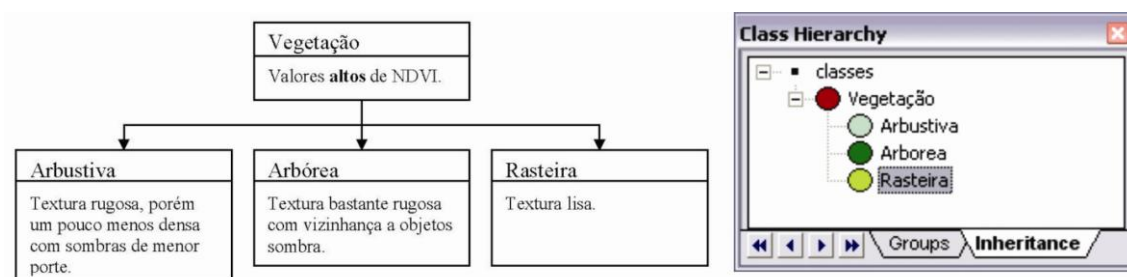 Vegetação
Valores altos de NDVI.
Arbustiva
Textura rugosa, porém
um pouco menos densa
com sombras de menor
porte.
Arbórea
Textura bastante rugosa
com vizinhança a objetos
sombra.
Rasteira
Textura lisa.
Class Hierarchy
classes
Vegetação
Arbustiva
Arborea
Rasteira
Groups
Inheritance